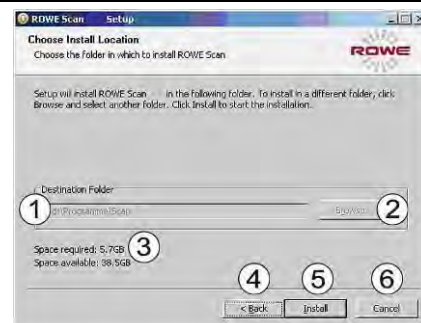 ROWE Scan Setup
Choose Install Location
Choose the folder in which to install ROWE Scan
ROWE
Setup will install ROWE Scan in the following folder. To install in a different folder, click
Browse and select another folder. Click Install to start the installation.
Destination Folder
1
:\Programme\Scan
Browse...
2
Space required: 5.7GB
3
Space available: 38.5GB
4
5
6
< Back
Install
Cancel